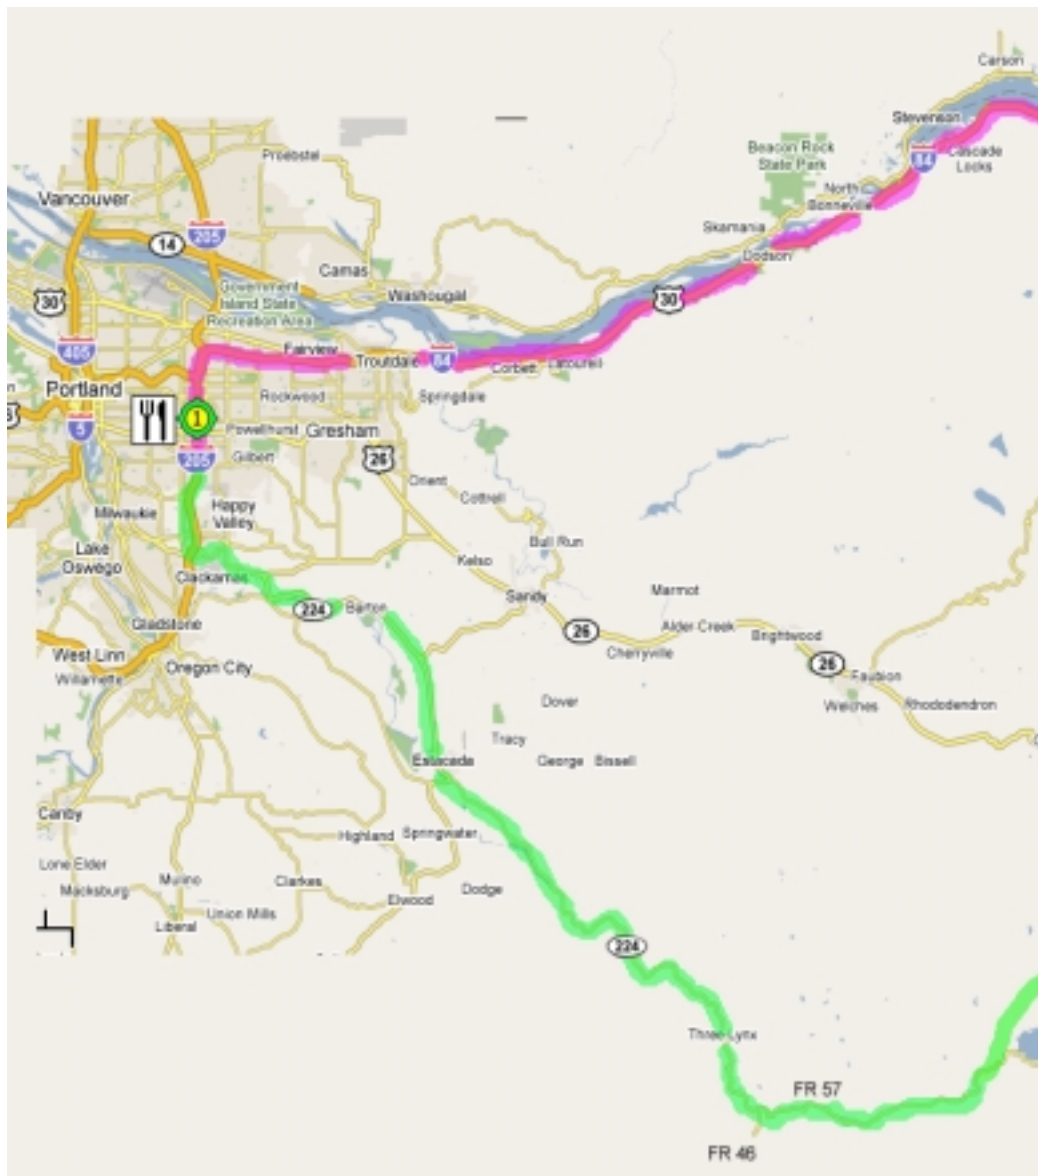 Carson
Stevenson
84
Cascade
Locks
Beacon Rock
State Park
North
Bonneville
Skamania
Dodson
Proebstel
Vancouver
205
14
Camas
Washougal
30
30
Government
Island State
Recreation Area
405
Fairview
Troutdale
84
Corbett
Latourell
Portland
Rockwood
Springdale
5
1
Powellhurst
Gresham
205
Gilbert
26
Orient
Cottrell
Milwaukie
Happy
Valley
Bull Run
Lake
Oswego
Kelso
Clackamas
Sandy
Marmot
224
Barton
Gladstone
26
Alder Creek
Brightwood
Cherryville
West Linn
Willamette
Oregon City
26
Faubion
Welches
Rhododendron
Dover
Tracy
Estacada
George
Bissell
Canby
Highland
Springwater
Lone Elder
Macksburg
Mulino
Clarkes
Dodge
Elwood
Union Mills
Liberal
224
Three Lynx
FR 57
FR 46